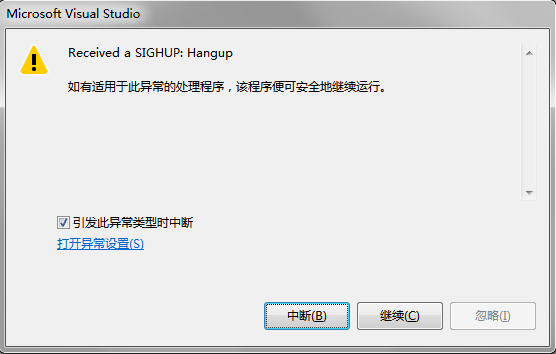 Microsoft Visual Studio
Received a SIGHUP: Hangup
如有适用于此异常的处理程序，该程序便可安全地继续运行。
引发此异常类型时中断
打开异常设置(S)
中断(B)
继续(C)
忽略(I)